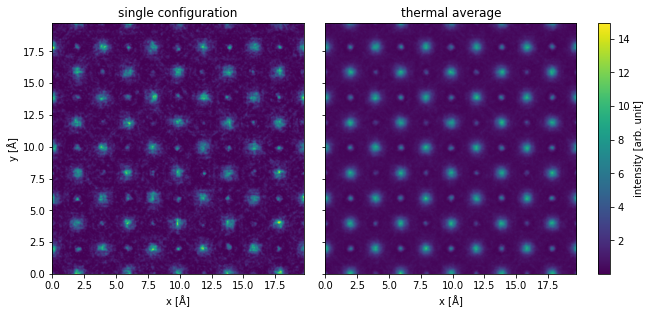 single configuration
thermal average
17.5
15.0
12.5
10.0
7.5
5.0
2.5
0.0
y [Å]
0.0 2.5 5.0 7.5 10.0 12.5 15.0 17.5
x [Å]
0.0 2.5 5.0 7.5 10.0 12.5 15.0 17.5
x [Å]
14
12
10
8
6
4
2
intensity [arb. unit]